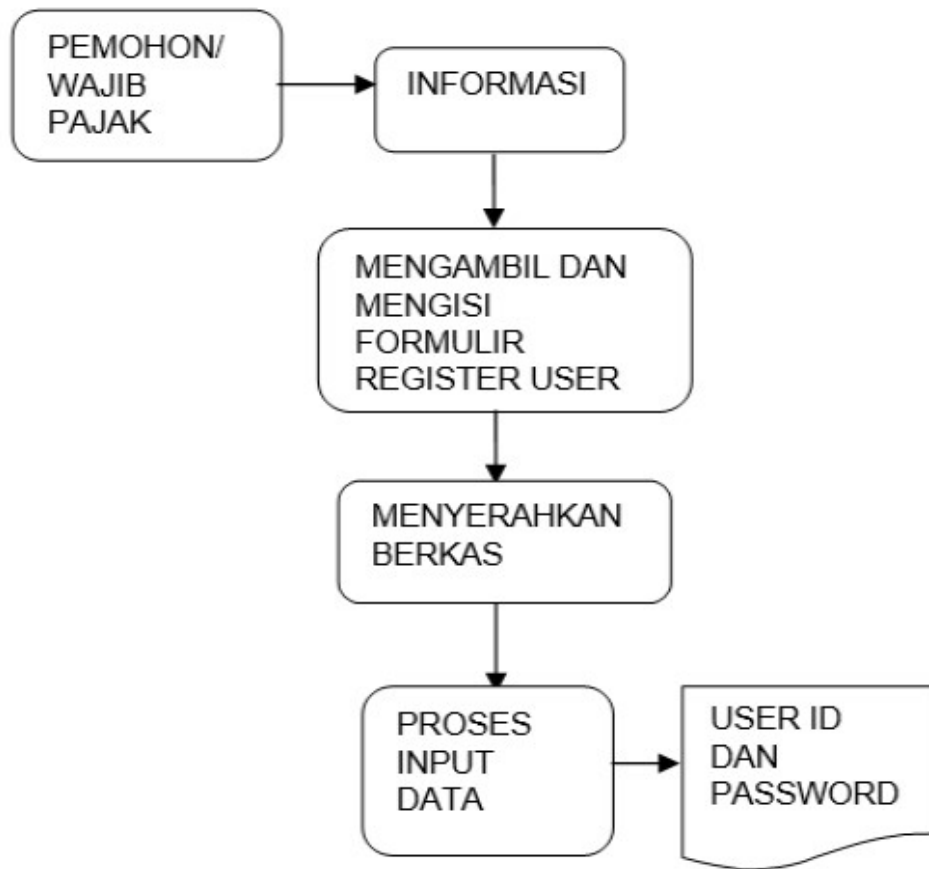 PEMOHON/
WAJIB
PAJAK
INFORMASI
MENGAMBIL DAN
MENGISI
FORMULIR
REGISTER USER
MENYERAHKAN
BERKAS
PROSES
INPUT
DATA
USER ID
DAN
PASSWORD